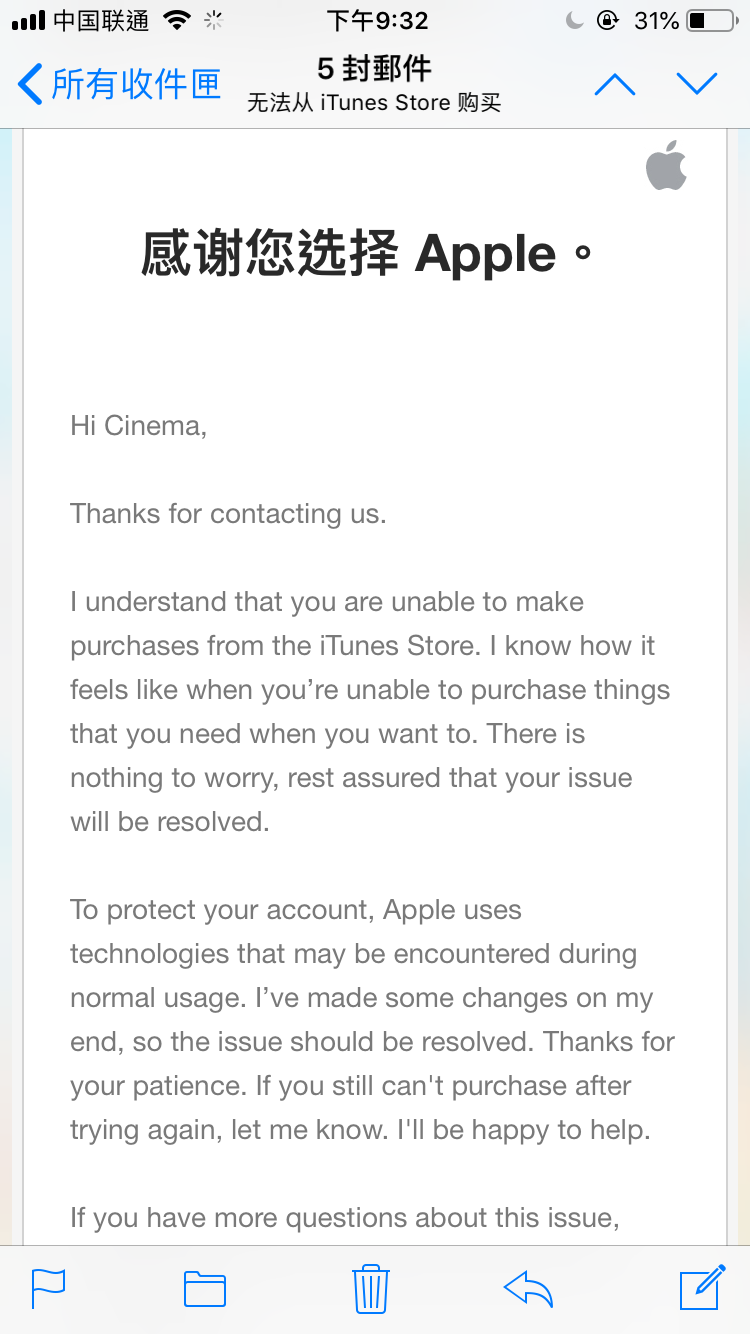 中国联通 下午9:32 31%
所有收件匣 5 封郵件
无法从 iTunes Store 购买
感谢您选择 Apple。
Hi Cinema,
Thanks for contacting us.
I understand that you are unable to make
purchases from the iTunes Store. I know how it
feels like when you’re unable to purchase things
that you need when you want to. There is
nothing to worry, rest assured that your issue
will be resolved.
To protect your account, Apple uses
technologies that may be encountered during
normal usage. I’ve made some changes on my
end, so the issue should be resolved. Thanks for
your patience. If you still can't purchase after
trying again, let me know. I'll be happy to help.
If you have more questions about this issue,